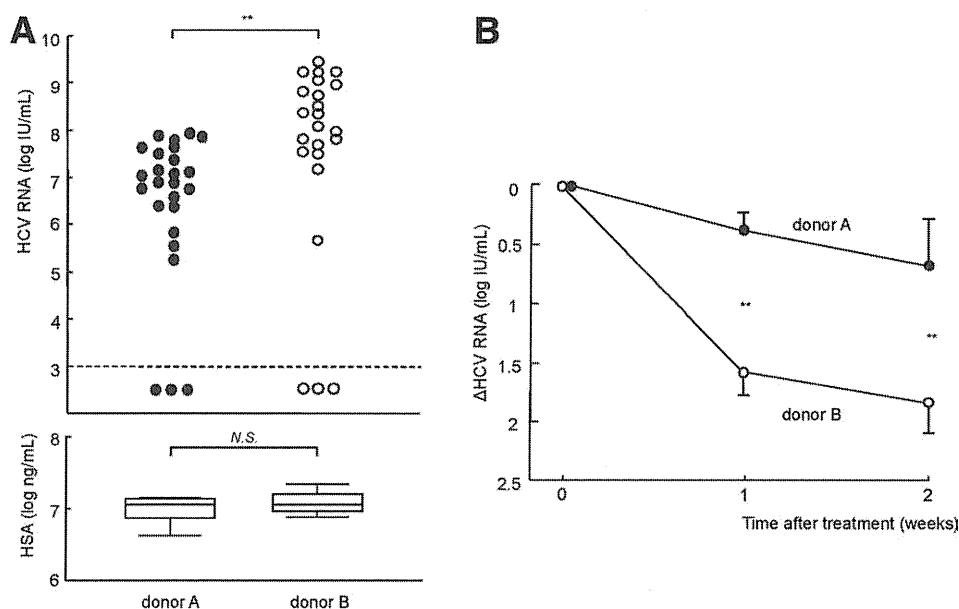 A
**
10
9
8
7
6
5
4
3
HCV RNA (log IU/mL)
N.S.
8
7
6
HSA (log ng/mL)
donor A donor B
B
0
0.5
1
1.5
2
2.5
ΔHCV RNA (log IU/mL)
donor A
**
**
donor B
0 1 2
Time after treatment (weeks)